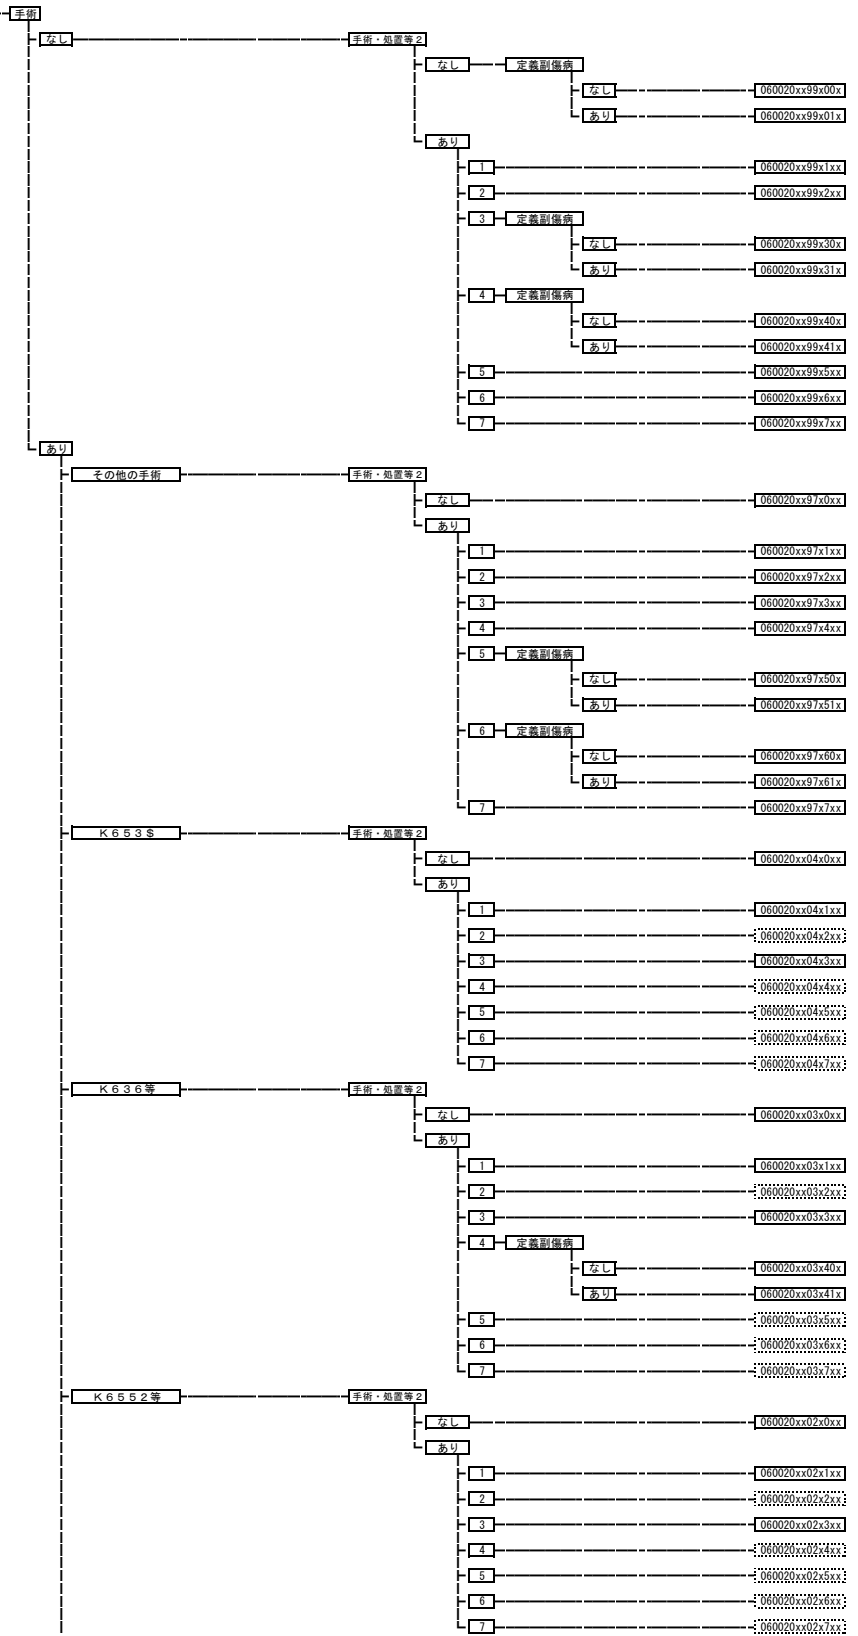 手術
なし 手術・処置等2
なし 定義副傷病
なし 060020xx99x00x
あり 060020xx99x01x
あり
1 060020xx99x1xx
2 060020xx99x2xx
3 定義副傷病
なし 060020xx99x30x
あり 060020xx99x31x
4 定義副傷病
なし 060020xx99x40x
あり 060020xx99x41x
5 060020xx99x5xx
6 060020xx99x6xx
7 060020xx99x7xx
あり
その他の手術 手術・処置等2
なし 060020xx97x0xx
あり
1 060020xx97x1xx
2 060020xx97x2xx
3 060020xx97x3xx
4 060020xx97x4xx
5 定義副傷病
なし 060020xx97x50x
あり 060020xx97x51x
6 定義副傷病
なし 060020xx97x60x
あり 060020xx97x61x
7 060020xx97x7xx
K653$ 手術・処置等2
なし 060020xx04x0xx
あり
1 060020xx04x1xx
2 060020xx04x2xx
3 060020xx04x3xx
4 060020xx04x4xx
5 060020xx04x5xx
6 060020xx04x6xx
7 060020xx04x7xx
K636等 手術・処置等2
なし 060020xx03x0xx
あり
1 060020xx03x1xx
2 060020xx03x2xx
3 060020xx03x3xx
4 定義副傷病
なし 060020xx03x40x
あり 060020xx03x41x
5 060020xx03x5xx
6 060020xx03x6xx
7 060020xx03x7xx
K6552等 手術・処置等2
なし 060020xx02x0xx
あり
1 060020xx02x1xx
2 060020xx02x2xx
3 060020xx02x3xx
4 060020xx02x4xx
5 060020xx02x5xx
6 060020xx02x6xx
7 060020xx02x7xx